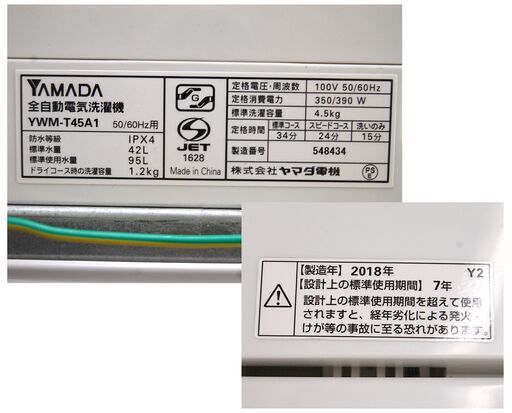 YAMADA
全自動電気洗濯機
YWM-T45A1 50/60Hz用
防水等級 IPX4
標準水量 42L
標準使用水量 95L
ドライコース時の洗濯容量 1.2kg
G
S
JET
1628
Made in China
定格電圧・周波数 100V 50/60Hz
定格消費電力 350/390 W
標準洗濯容量 4.5kg
定格時間 標準コース スピードコース 洗いのみ
34分 24分 15分
製造番号 548434
株式会社ヤマダ電機
PS
E
【製造年】2018年 Y2
【設計上の標準使用期間】7年
設計上の標準使用期間を超えて使用
されますと、経年劣化による発火・
けが等の事故に至る恐れがあります。